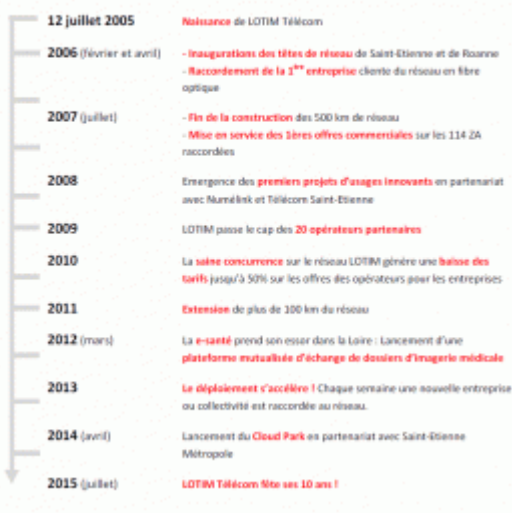 12 juillet 2005 Naissance de LOTIM Télécom
2006 (février et avril) - Inaugurations des têtes de réseau de Saint-Etienne et de Roanne
- Raccordement de la 1ère entreprise cliente du réseau en fibre
optique
2007 (juillet) - Fin de la construction des 500 km de réseau
- Mise en service des 1ères offres commerciales sur les 114 ZA
raccordées
2008 Emergence des premiers projets d'usages innovants en partenariat
avec Numélink et Télécom Saint-Etienne
2009 LOTIM passe le cap des 20 opérateurs partenaires
2010 La saine concurrence sur le réseau LOTIM génère une baisse des
tarifs jusqu'à 50% sur les offres des opérateurs pour les entreprises
2011 Extension de plus de 100 km du réseau
2012 (mars) La e-santé prend son essor dans la Loire : Lancement d'une
plateforme mutualisée d'échange de dossiers d'imagerie médicale
2013 Le déploiement s'accélère ! Chaque semaine une nouvelle entreprise
ou collectivité est raccordée au réseau.
2014 (avril) Lancement du Cloud Park en partenariat avec Saint-Etienne
Métropole
2015 (juillet) LOTIM Télécom fête ses 10 ans !